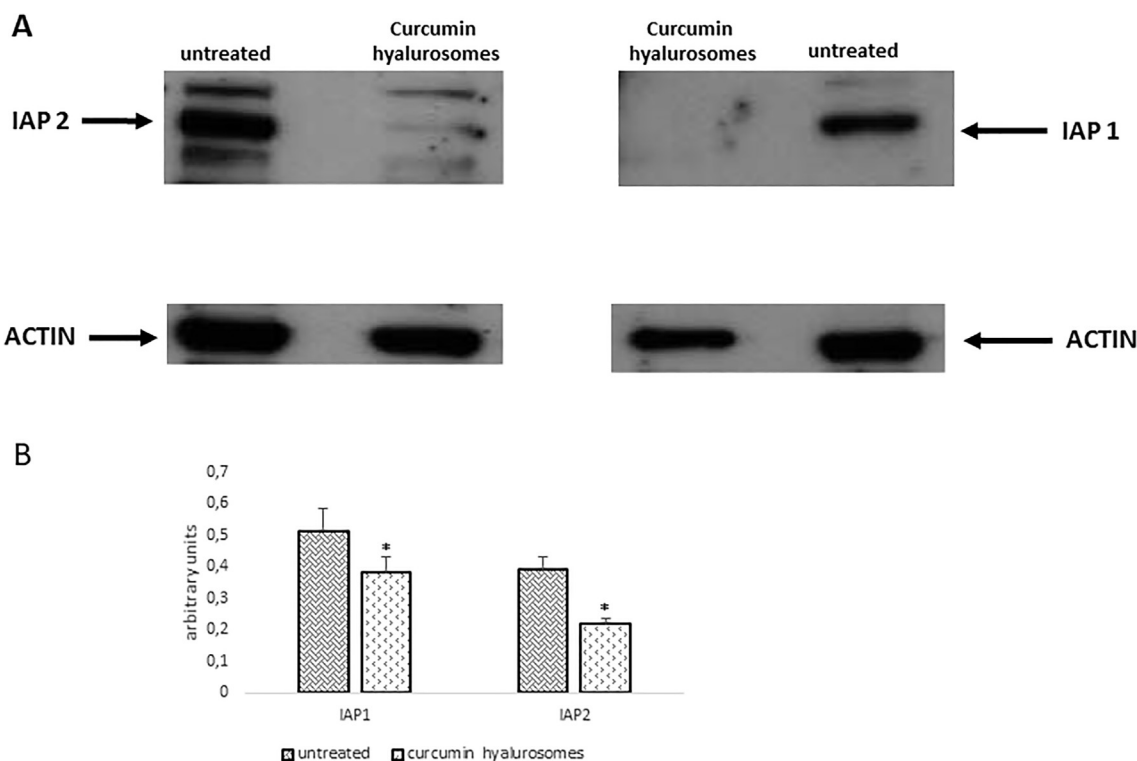 A
untreated
Curcumin
hyalurosomes
Curcumin
hyalurosomes
untreated
IAP 2
IAP 1
ACTIN
ACTIN
B
0,7
0,6
0,5
0,4
0,3
0,2
0,1
0
arbitrary units
*
*
IAP1
IAP2
untreated
curcumin hyalurosomes